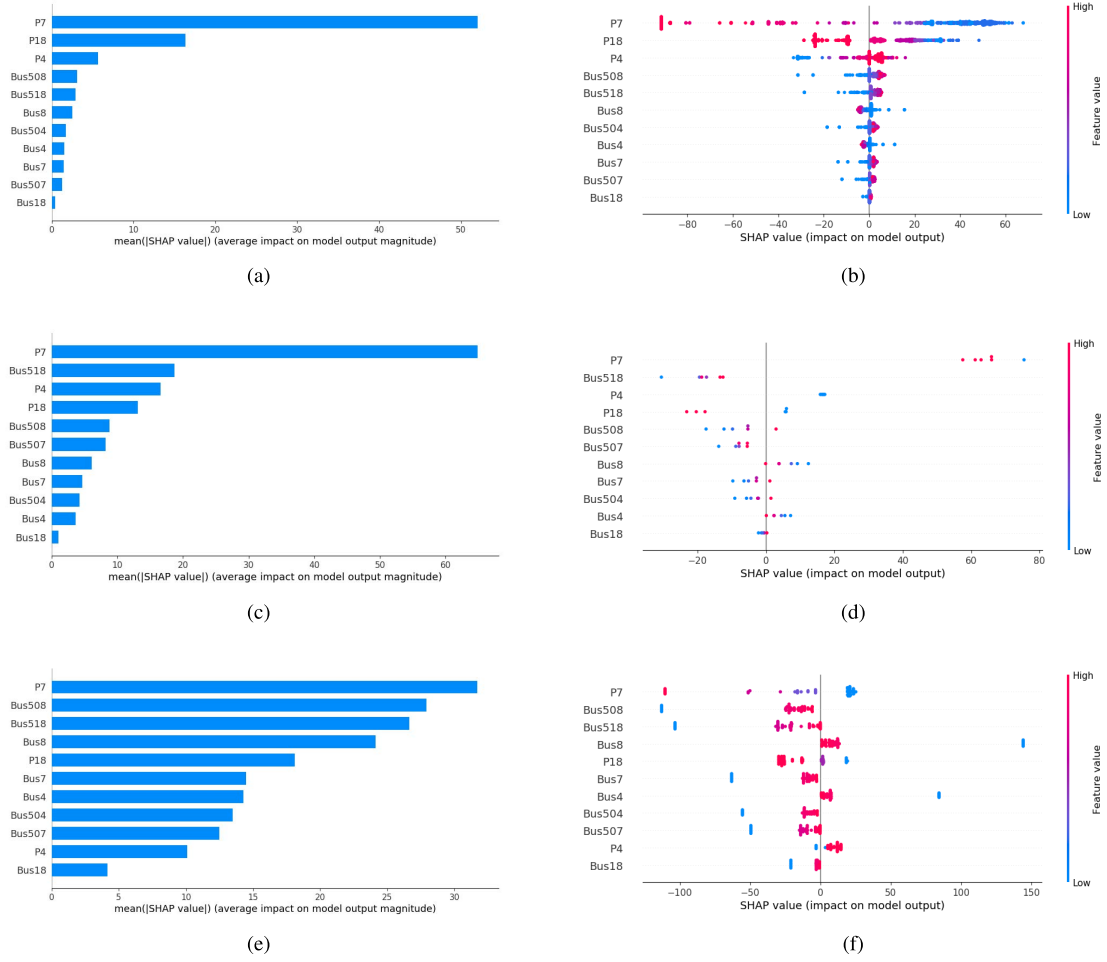 P7
P18
P4
Bus508
Bus518
Bus8
Bus504
Bus4
Bus7
Bus507
Bus18
0 10 20 30 40 50
mean(|SHAP value|) (average impact on model output magnitude)
(a)
P7
P18
P4
Bus508
Bus518
Bus8
Bus504
Bus4
Bus7
Bus507
Bus18
−80 −60 −40 −20 0 20 40 60
SHAP value (impact on model output)
High
Feature value
Low
(b)
P7
Bus518
P4
P18
Bus508
Bus507
Bus8
Bus7
Bus504
Bus4
Bus18
0 10 20 30 40 50 60
mean(|SHAP value|) (average impact on model output magnitude)
(c)
P7
Bus518
P4
P18
Bus508
Bus507
Bus8
Bus7
Bus504
Bus4
Bus18
−20 0 20 40 60 80
SHAP value (impact on model output)
High
Feature value
Low
(d)
P7
Bus508
Bus518
Bus8
P18
Bus7
Bus4
Bus504
Bus507
P4
Bus18
0 5 10 15 20 25 30
mean(|SHAP value|) (average impact on model output magnitude)
(e)
P7
Bus508
Bus518
Bus8
P18
Bus7
Bus4
Bus504
Bus507
P4
Bus18
−100 −50 0 50 100 150
SHAP value (impact on model output)
High
Feature value
Low
(f)